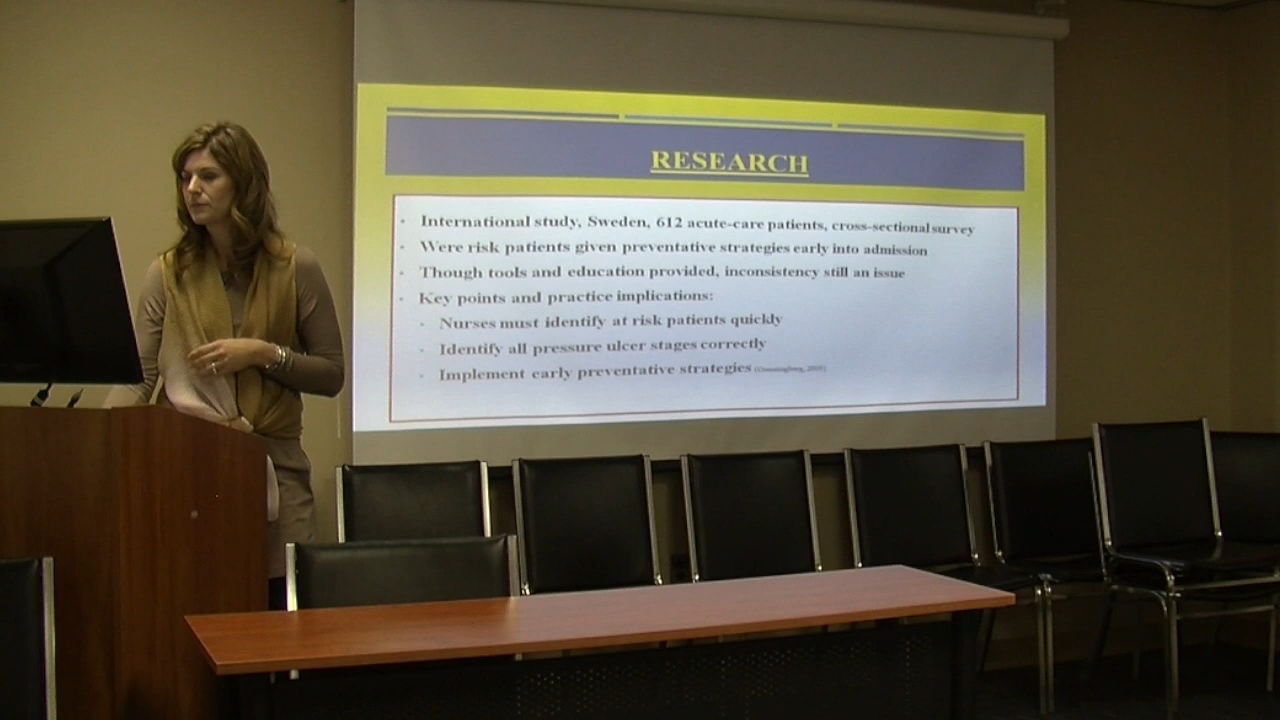 RESEARCH
International study, Sweden, 612 acute-care patients, cross-sectional survey
Were risk patients given preventative strategies early into admission
Though tools and education provided, inconsistency still an issue
Key points and practice implications:
Nurses must identify at risk patients quickly
Identify all pressure ulcer stages correctly
Implement early preventative strategies